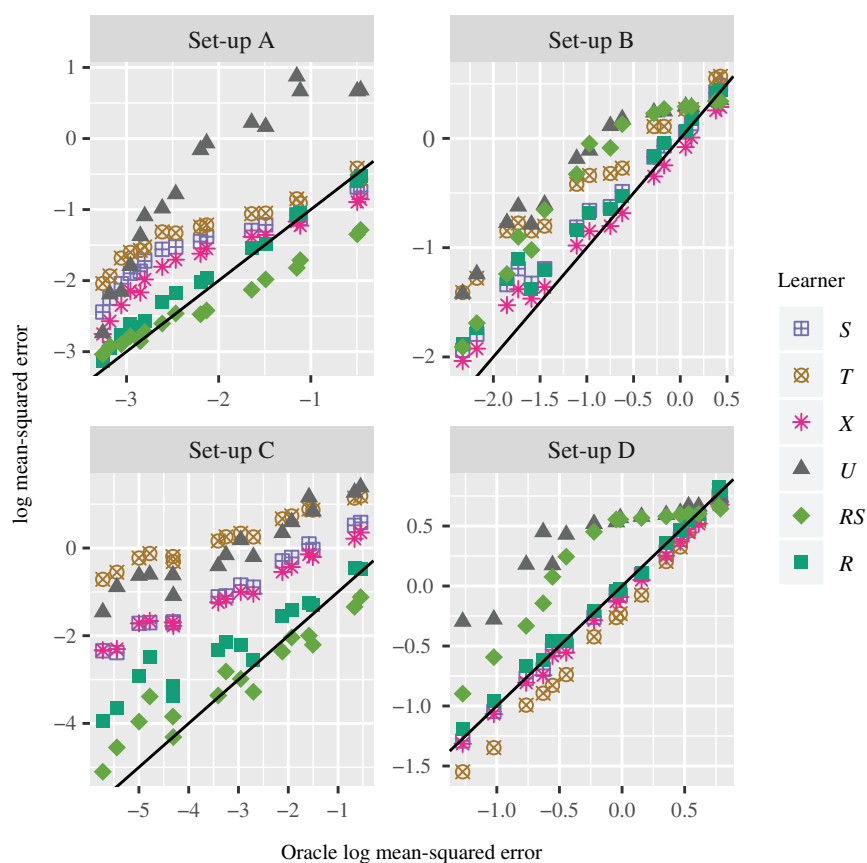 Set-up A
Set-up B
1
0
−1
−2
−3
0
−1
−2
−3
−2
−1
−2.0
−1.5
−1.0
−0.5
0.0
0.5
Set-up C
Set-up D
0
−2
−4
0.5
0.0
−0.5
−1.0
−1.5
−5
−4
−3
−2
−1
−1.0
−0.5
0.0
0.5
log mean-squared error
Oracle log mean-squared error
Learner
S
T
X
U
RS
R